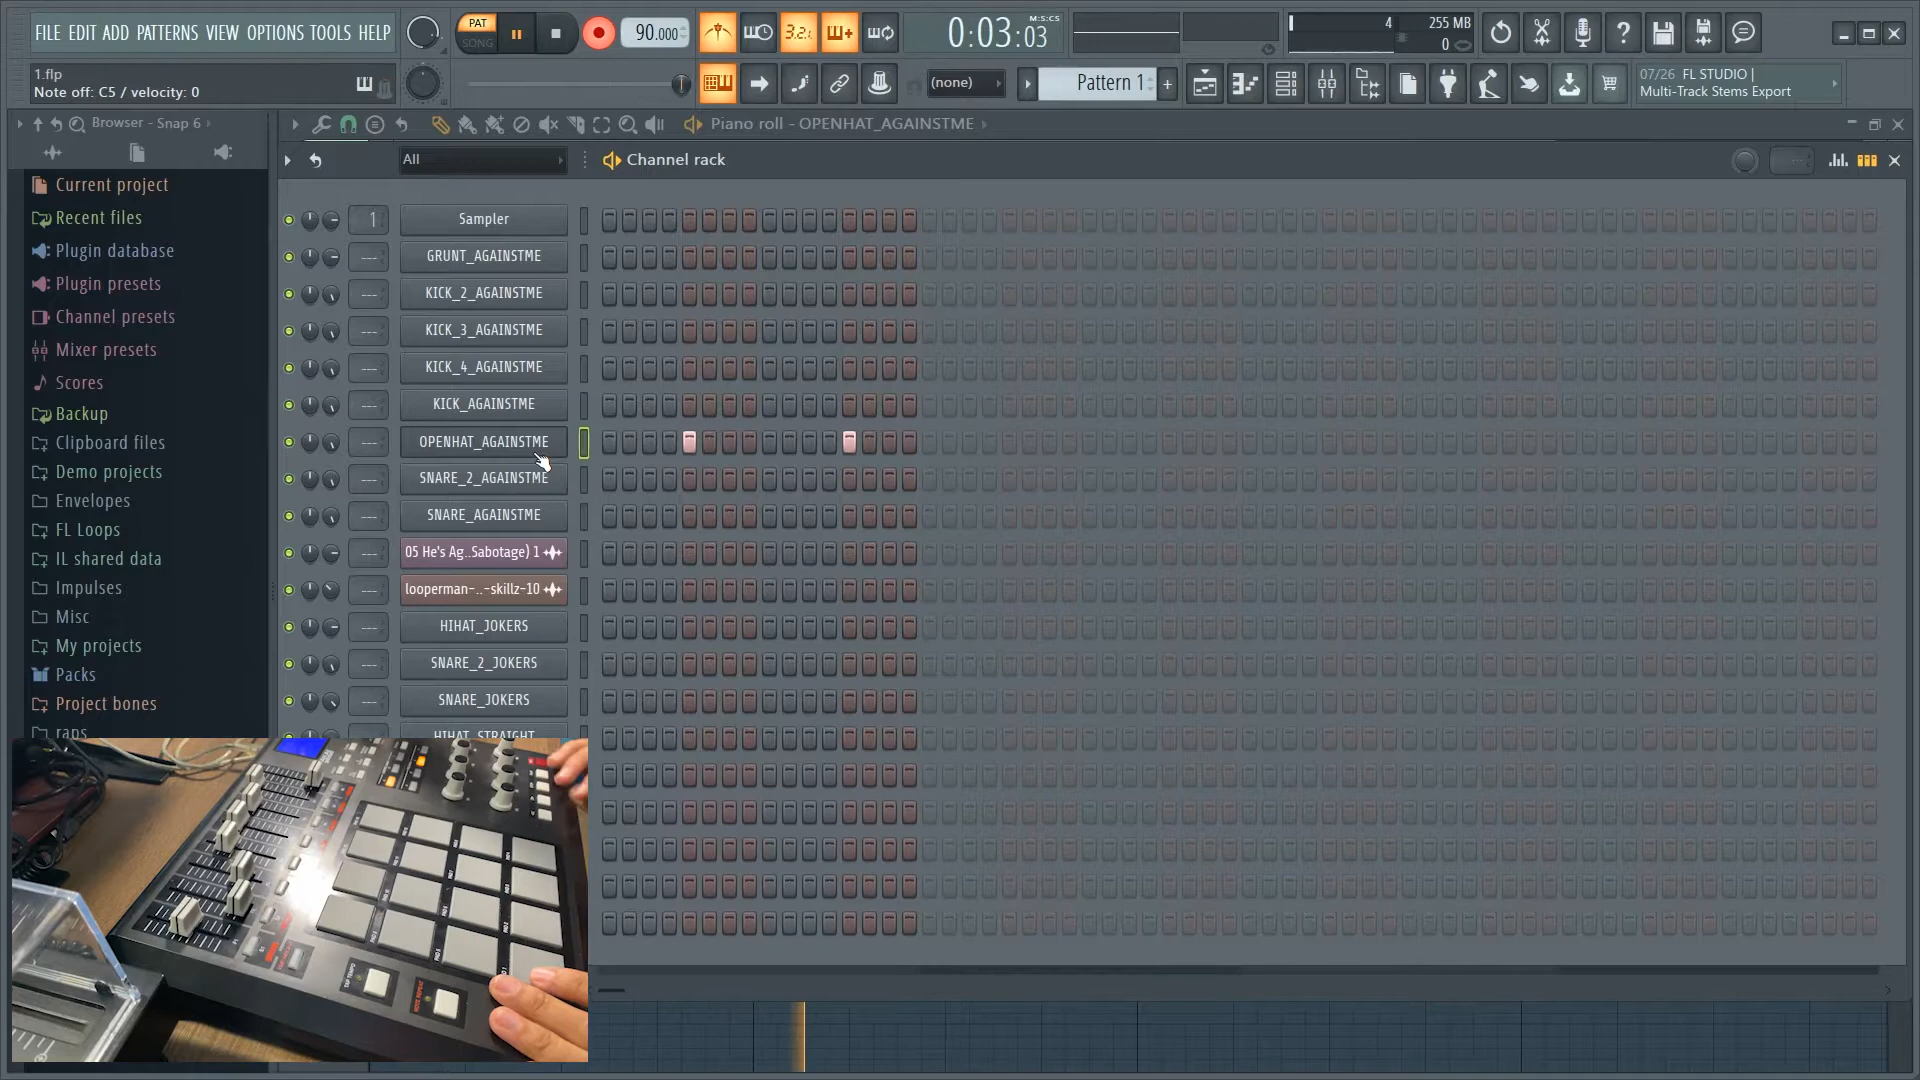 FILE EDIT ADD PATTERNS VIEW OPTIONS TOOLS HELP
PAT
SONG
90.000
3.2.
0:03:03
M:S:CS
4
255 MB
0
1.flp
Note off: C5 / velocity: 0
(none)
Pattern 1
+
07/26 FL STUDIO |
Multi-Track Stems Export
Browser - Snap 6
Piano roll - OPENHAT_AGAINSTME
All
Channel rack
Current project
Recent files
Plugin database
Plugin presets
Channel presets
Mixer presets
Scores
Backup
Clipboard files
Demo projects
Envelopes
FL Loops
IL shared data
Impulses
Misc
My projects
Packs
Project bones
raps
1
Sampler
GRUNT_AGAINSTME
KICK_2_AGAINSTME
KICK_3_AGAINSTME
KICK_4_AGAINSTME
KICK_AGAINSTME
OPENHAT_AGAINSTME
SNARE_2_AGAINSTME
SNARE_AGAINSTME
05 He's Ag..Sabotage) 1
looperman-..-skillz-10
HIHAT_JOKERS
SNARE_2_JOKERS
SNARE_JOKERS
HIHAT_STRAIGHT
TAP TEMPO